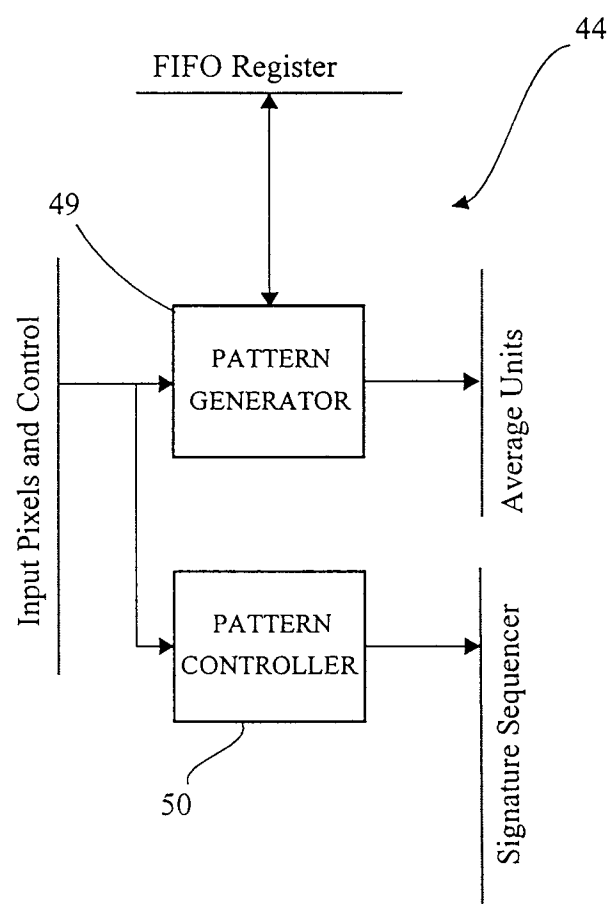 44
FIFO Register
49
Input Pixels and Control
PATTERN
GENERATOR
Average Units
PATTERN
CONTROLLER
50
Signature Sequencer